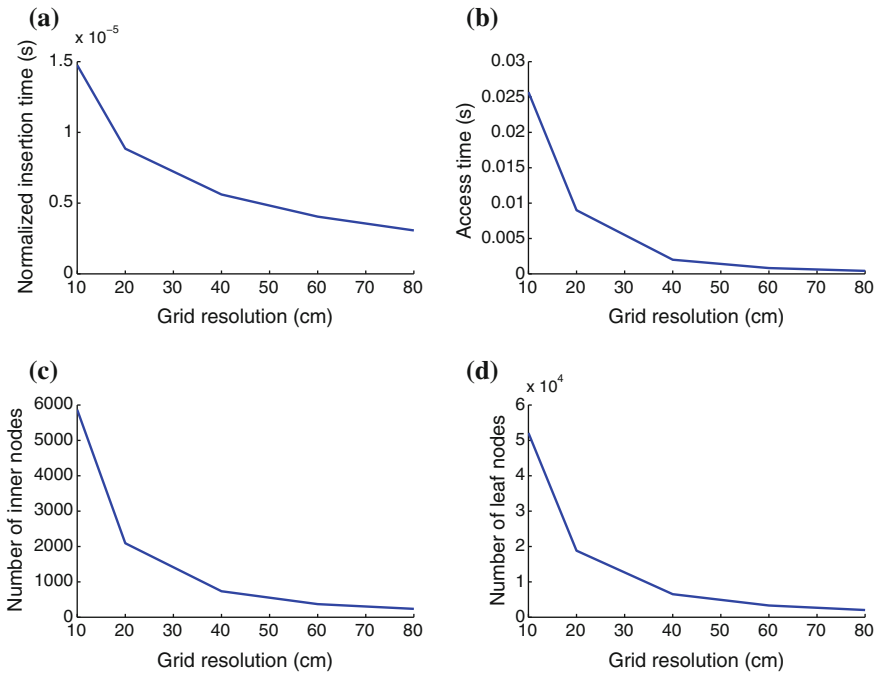 (a)
x 10⁻⁵
Normalized insertion time (s)
1.5
1
0.5
0
10 20 30 40 50 60 70 80
Grid resolution (cm)
(b)
Access time (s)
0.03
0.025
0.02
0.015
0.01
0.005
0
10 20 30 40 50 60 70 80
Grid resolution (cm)
(c)
Number of inner nodes
6000
5000
4000
3000
2000
1000
0
10 20 30 40 50 60 70 80
Grid resolution (cm)
(d)
x 10⁴
Number of leaf nodes
6
5
4
3
2
1
0
10 20 30 40 50 60 70 80
Grid resolution (cm)